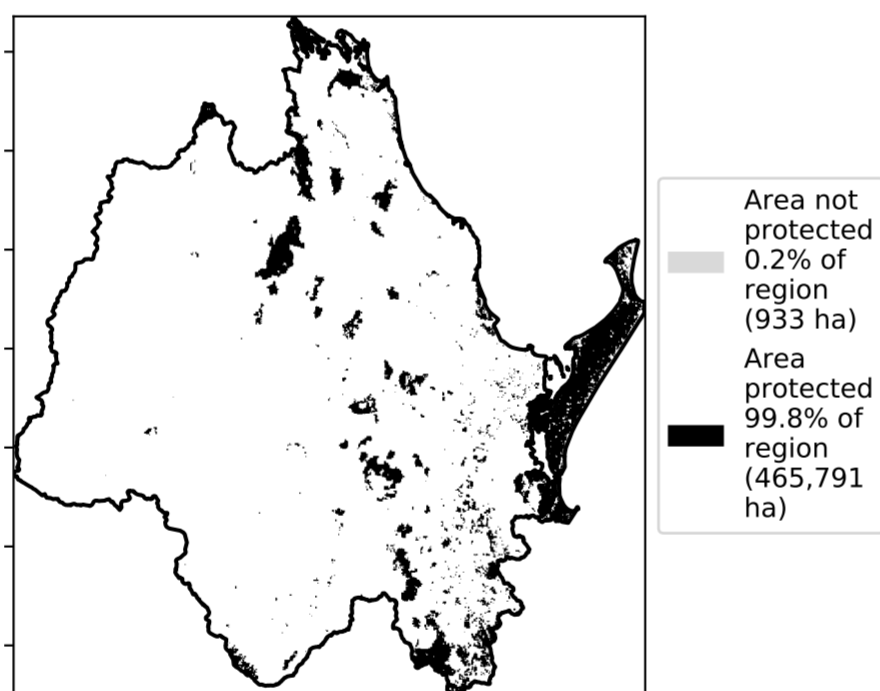 Area not
protected
0.2% of
region
(933 ha)
Area
protected
99.8% of
region
(465,791
ha)